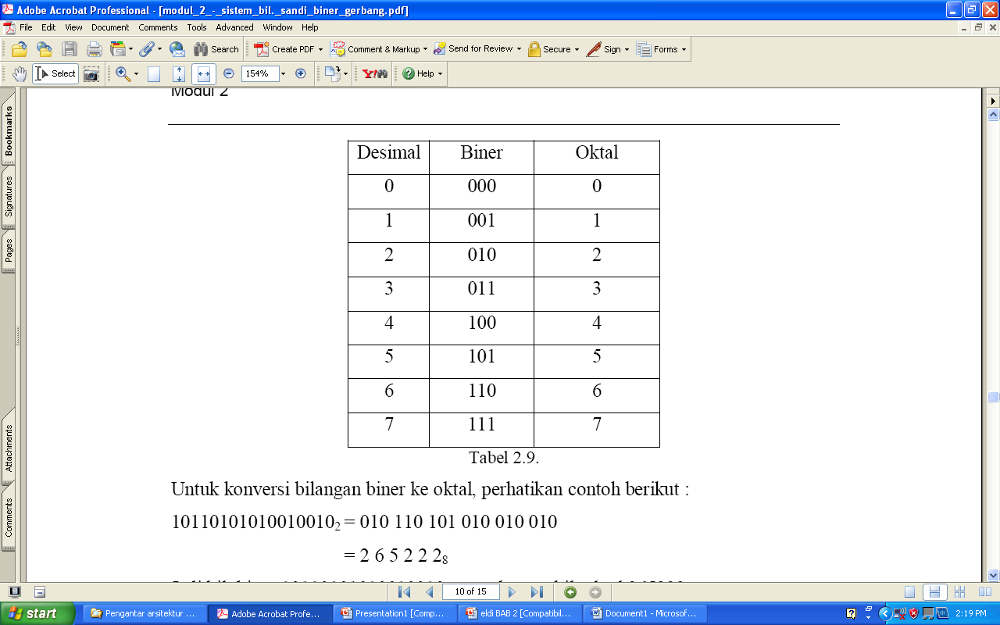 Adobe Acrobat Professional - [modul_2_-_sistem_bil._sandi_biner_gerbang.pdf]
File Edit View Document Comments Tools Advanced Window Help
Search Create PDF Comment & Markup Send for Review Secure Sign Forms
Select 154% Y! Help
Bookmarks
Signatures
Pages
Attachments
Comments
Modul 2
Desimal Biner Oktal
0 000 0
1 001 1
2 010 2
3 011 3
4 100 4
5 101 5
6 110 6
7 111 7
Tabel 2.9.
Untuk konversi bilangan biner ke oktal, perhatikan contoh berikut :
10110101010010010₂ = 010 110 101 010 010 010
= 2 6 5 2 2 2₈
10 of 15
start Pengantar arsitektur ... Adobe Acrobat Profe... Presentation1 [Comp... eldi BAB 2 [Compatibil... Document1 - Microsof... 2:19 PM